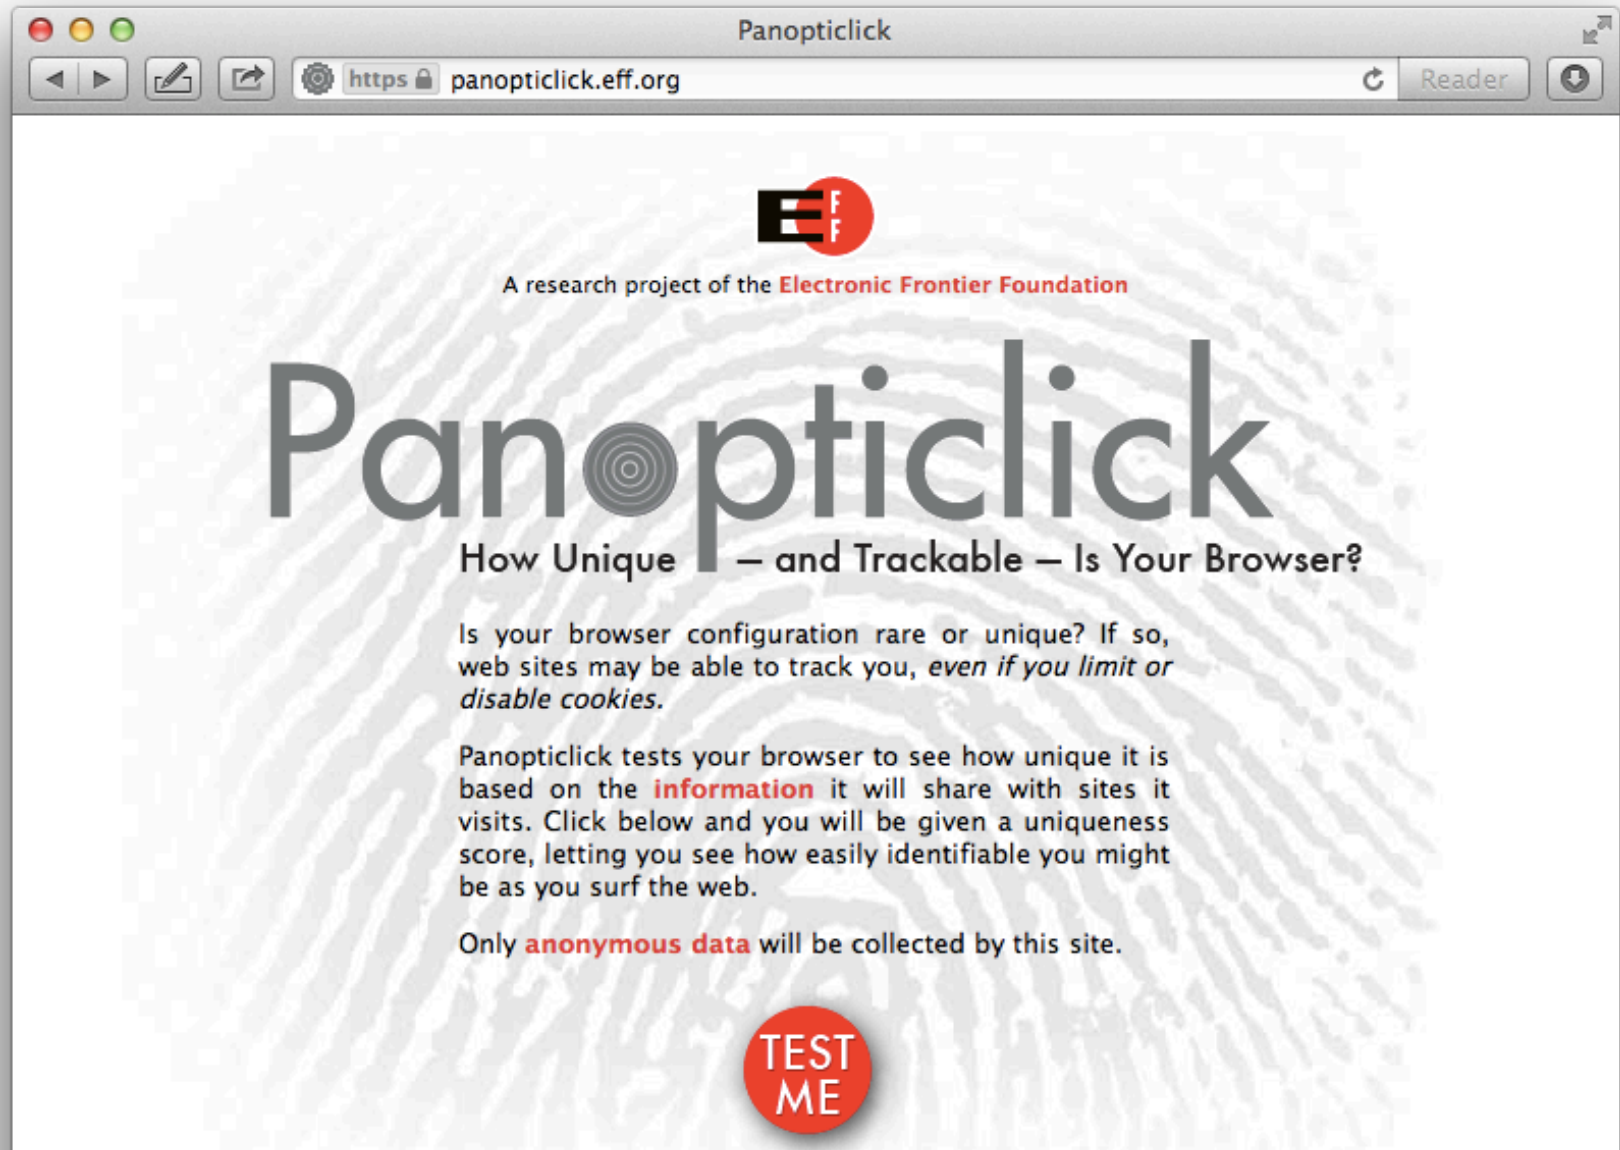 Panopticlick
https panopticlick.eff.org Reader
E F F
A research project of the Electronic Frontier Foundation
Panopticlick
How Unique – and Trackable – Is Your Browser?
Is your browser configuration rare or unique? If so,
web sites may be able to track you, even if you limit or
disable cookies.
Panopticlick tests your browser to see how unique it is
based on the information it will share with sites it
visits. Click below and you will be given a uniqueness
score, letting you see how easily identifiable you might
be as you surf the web.
Only anonymous data will be collected by this site.
TEST
ME